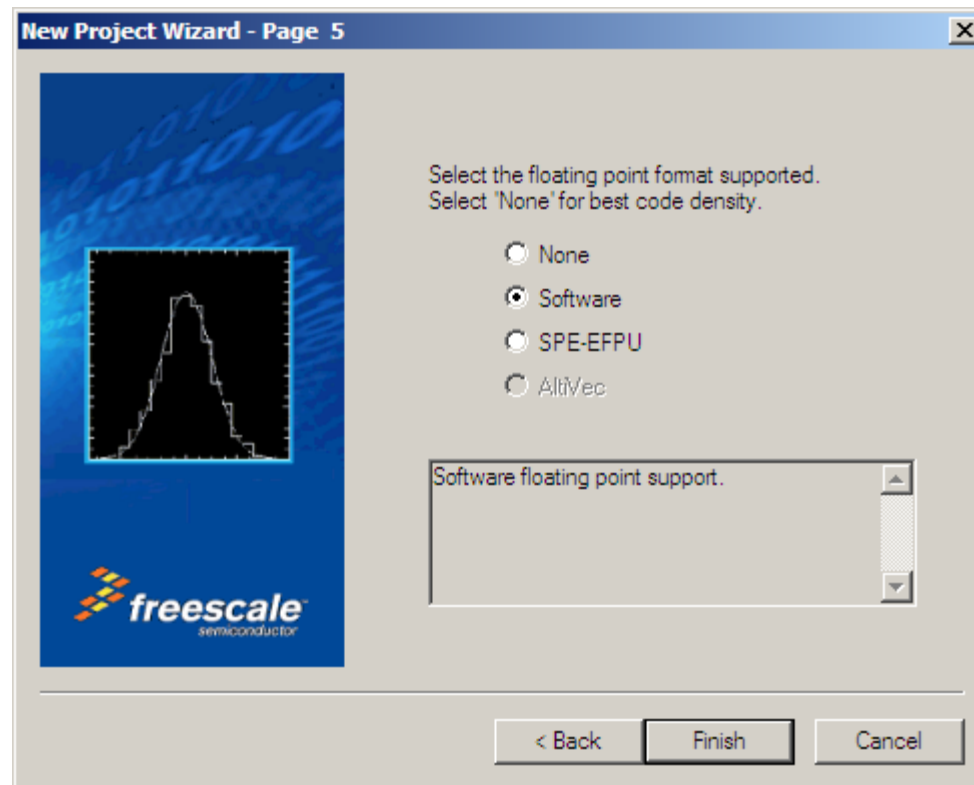 New Project Wizard - Page 5
Select the floating point format supported.
Select "None" for best code density.
None
Software
SPE-EFPU
AltiVec
Software floating point support.
freescale
semiconductor
< Back
Finish
Cancel